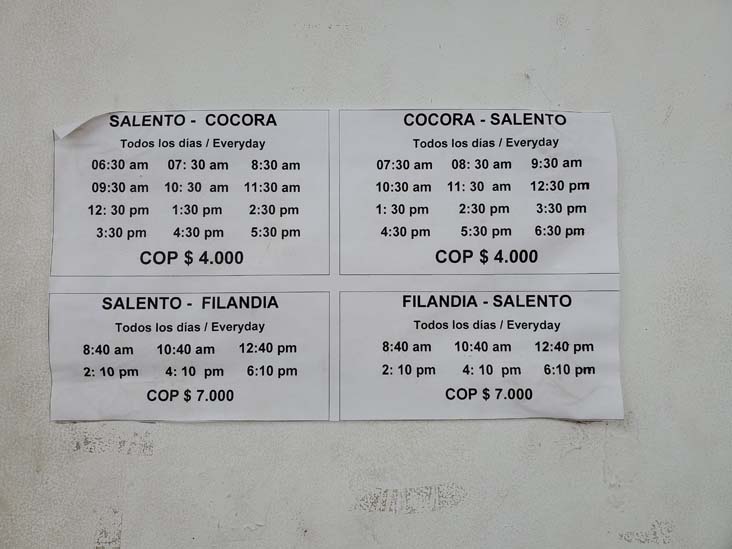 SALENTO - COCORA
Todos los días / Everyday
06:30 am 07: 30 am 8:30 am
09:30 am 10: 30 am 11:30 am
12: 30 pm 1:30 pm 2:30 pm
3:30 pm 4:30 pm 5:30 pm
COP $ 4.000
COCORA - SALENTO
Todos los días / Everyday
07:30 am 08: 30 am 9:30 am
10:30 am 11: 30 am 12:30 pm
1: 30 pm 2:30 pm 3:30 pm
4:30 pm 5:30 pm 6:30 pm
COP $ 4.000
SALENTO - FILANDIA
Todos los días / Everyday
8:40 am 10:40 am 12:40 pm
2: 10 pm 4: 10 pm 6:10 pm
COP $ 7.000
FILANDIA - SALENTO
Todos los días / Everyday
8:40 am 10:40 am 12:40 pm
2: 10 pm 4: 10 pm 6:10 pm
COP $ 7.000